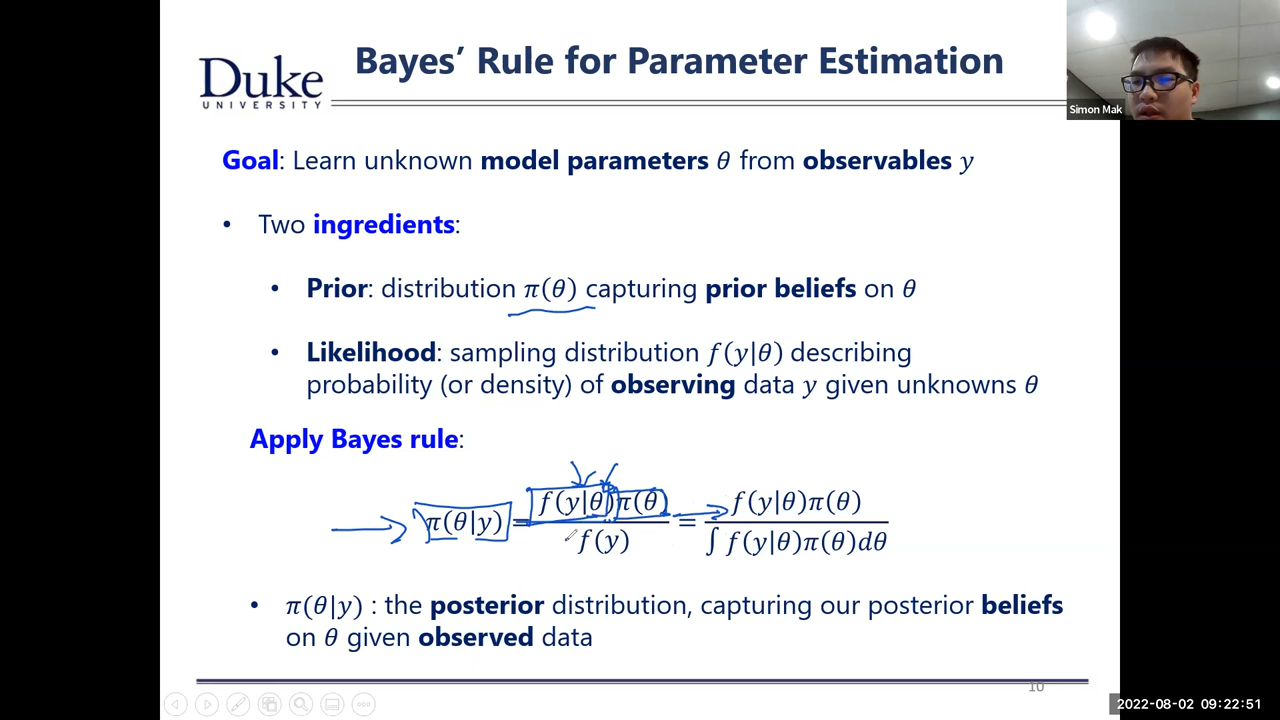 Duke
UNIVERSITY
Bayes’ Rule for Parameter Estimation
Simon Mak
Goal: Learn unknown model parameters θ from observables y
• Two ingredients:
• Prior: distribution π(θ) capturing prior beliefs on θ
• Likelihood: sampling distribution f(y|θ) describing
probability (or density) of observing data y given unknowns θ
Apply Bayes rule:
π(θ|y) = f(y|θ)π(θ) / f(y) = f(y|θ)π(θ) / ∫ f(y|θ)π(θ)dθ
• π(θ|y) : the posterior distribution, capturing our posterior beliefs
on θ given observed data
10
2022-08-02 09:22:51